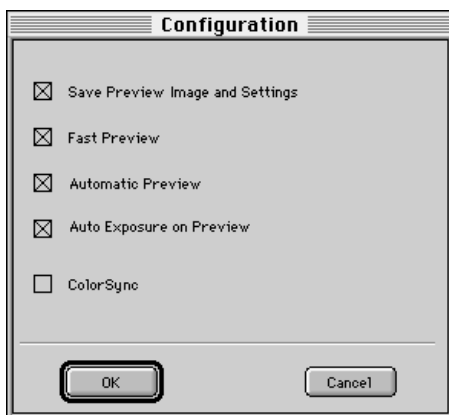 Configuration
Save Preview Image and Settings
Fast Preview
Automatic Preview
Auto Exposure on Preview
ColorSync
OK
Cancel